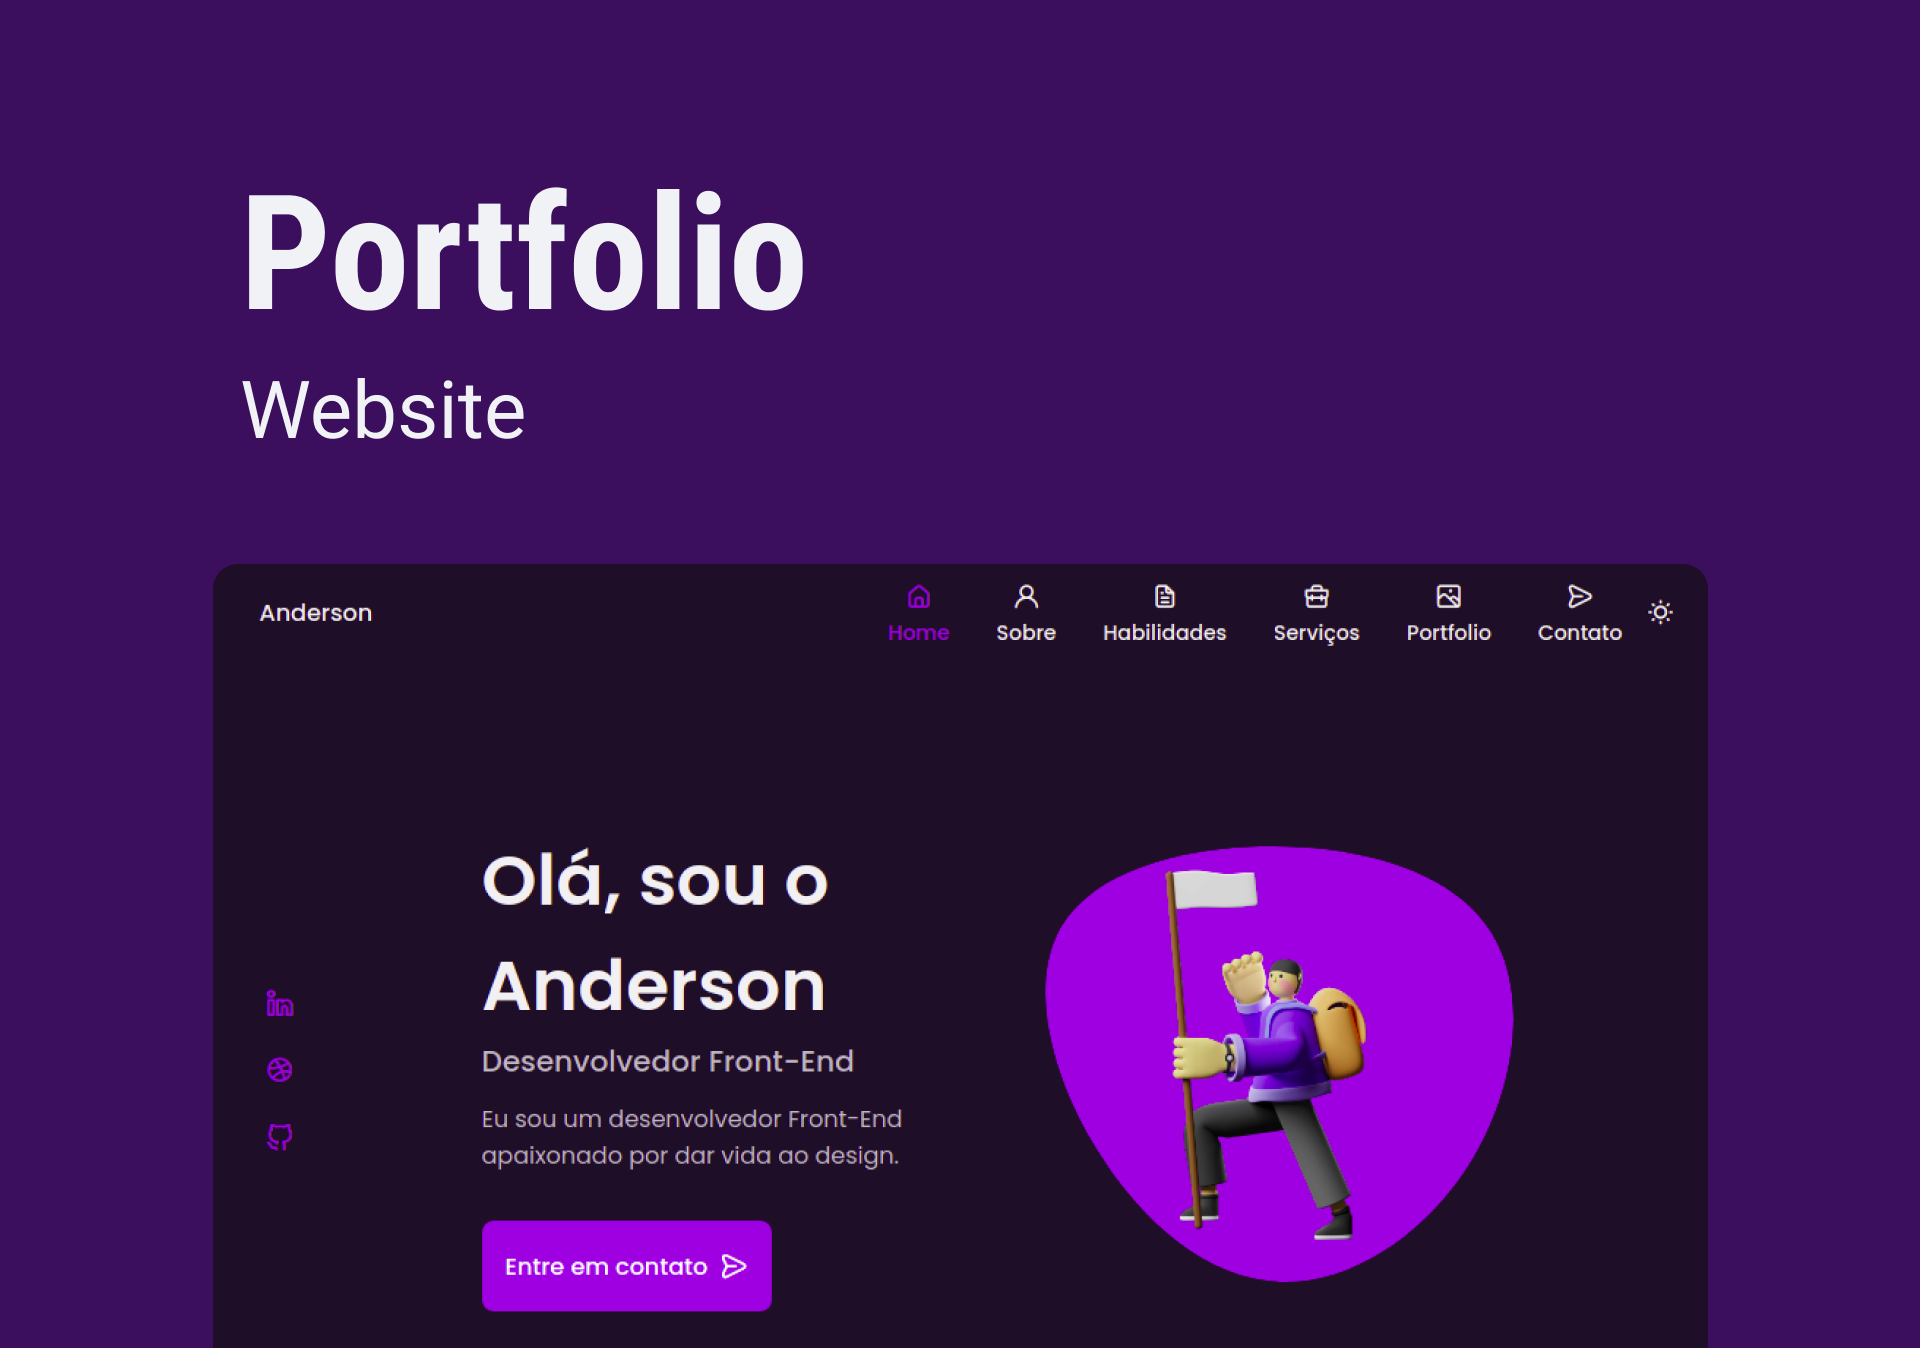 Portfolio
Website
Anderson
Home
Sobre
Habilidades
Serviços
Portfolio
Contato
Olá, sou o
Anderson
Desenvolvedor Front-End
Eu sou um desenvolvedor Front-End
apaixonado por dar vida ao design.
Entre em contato